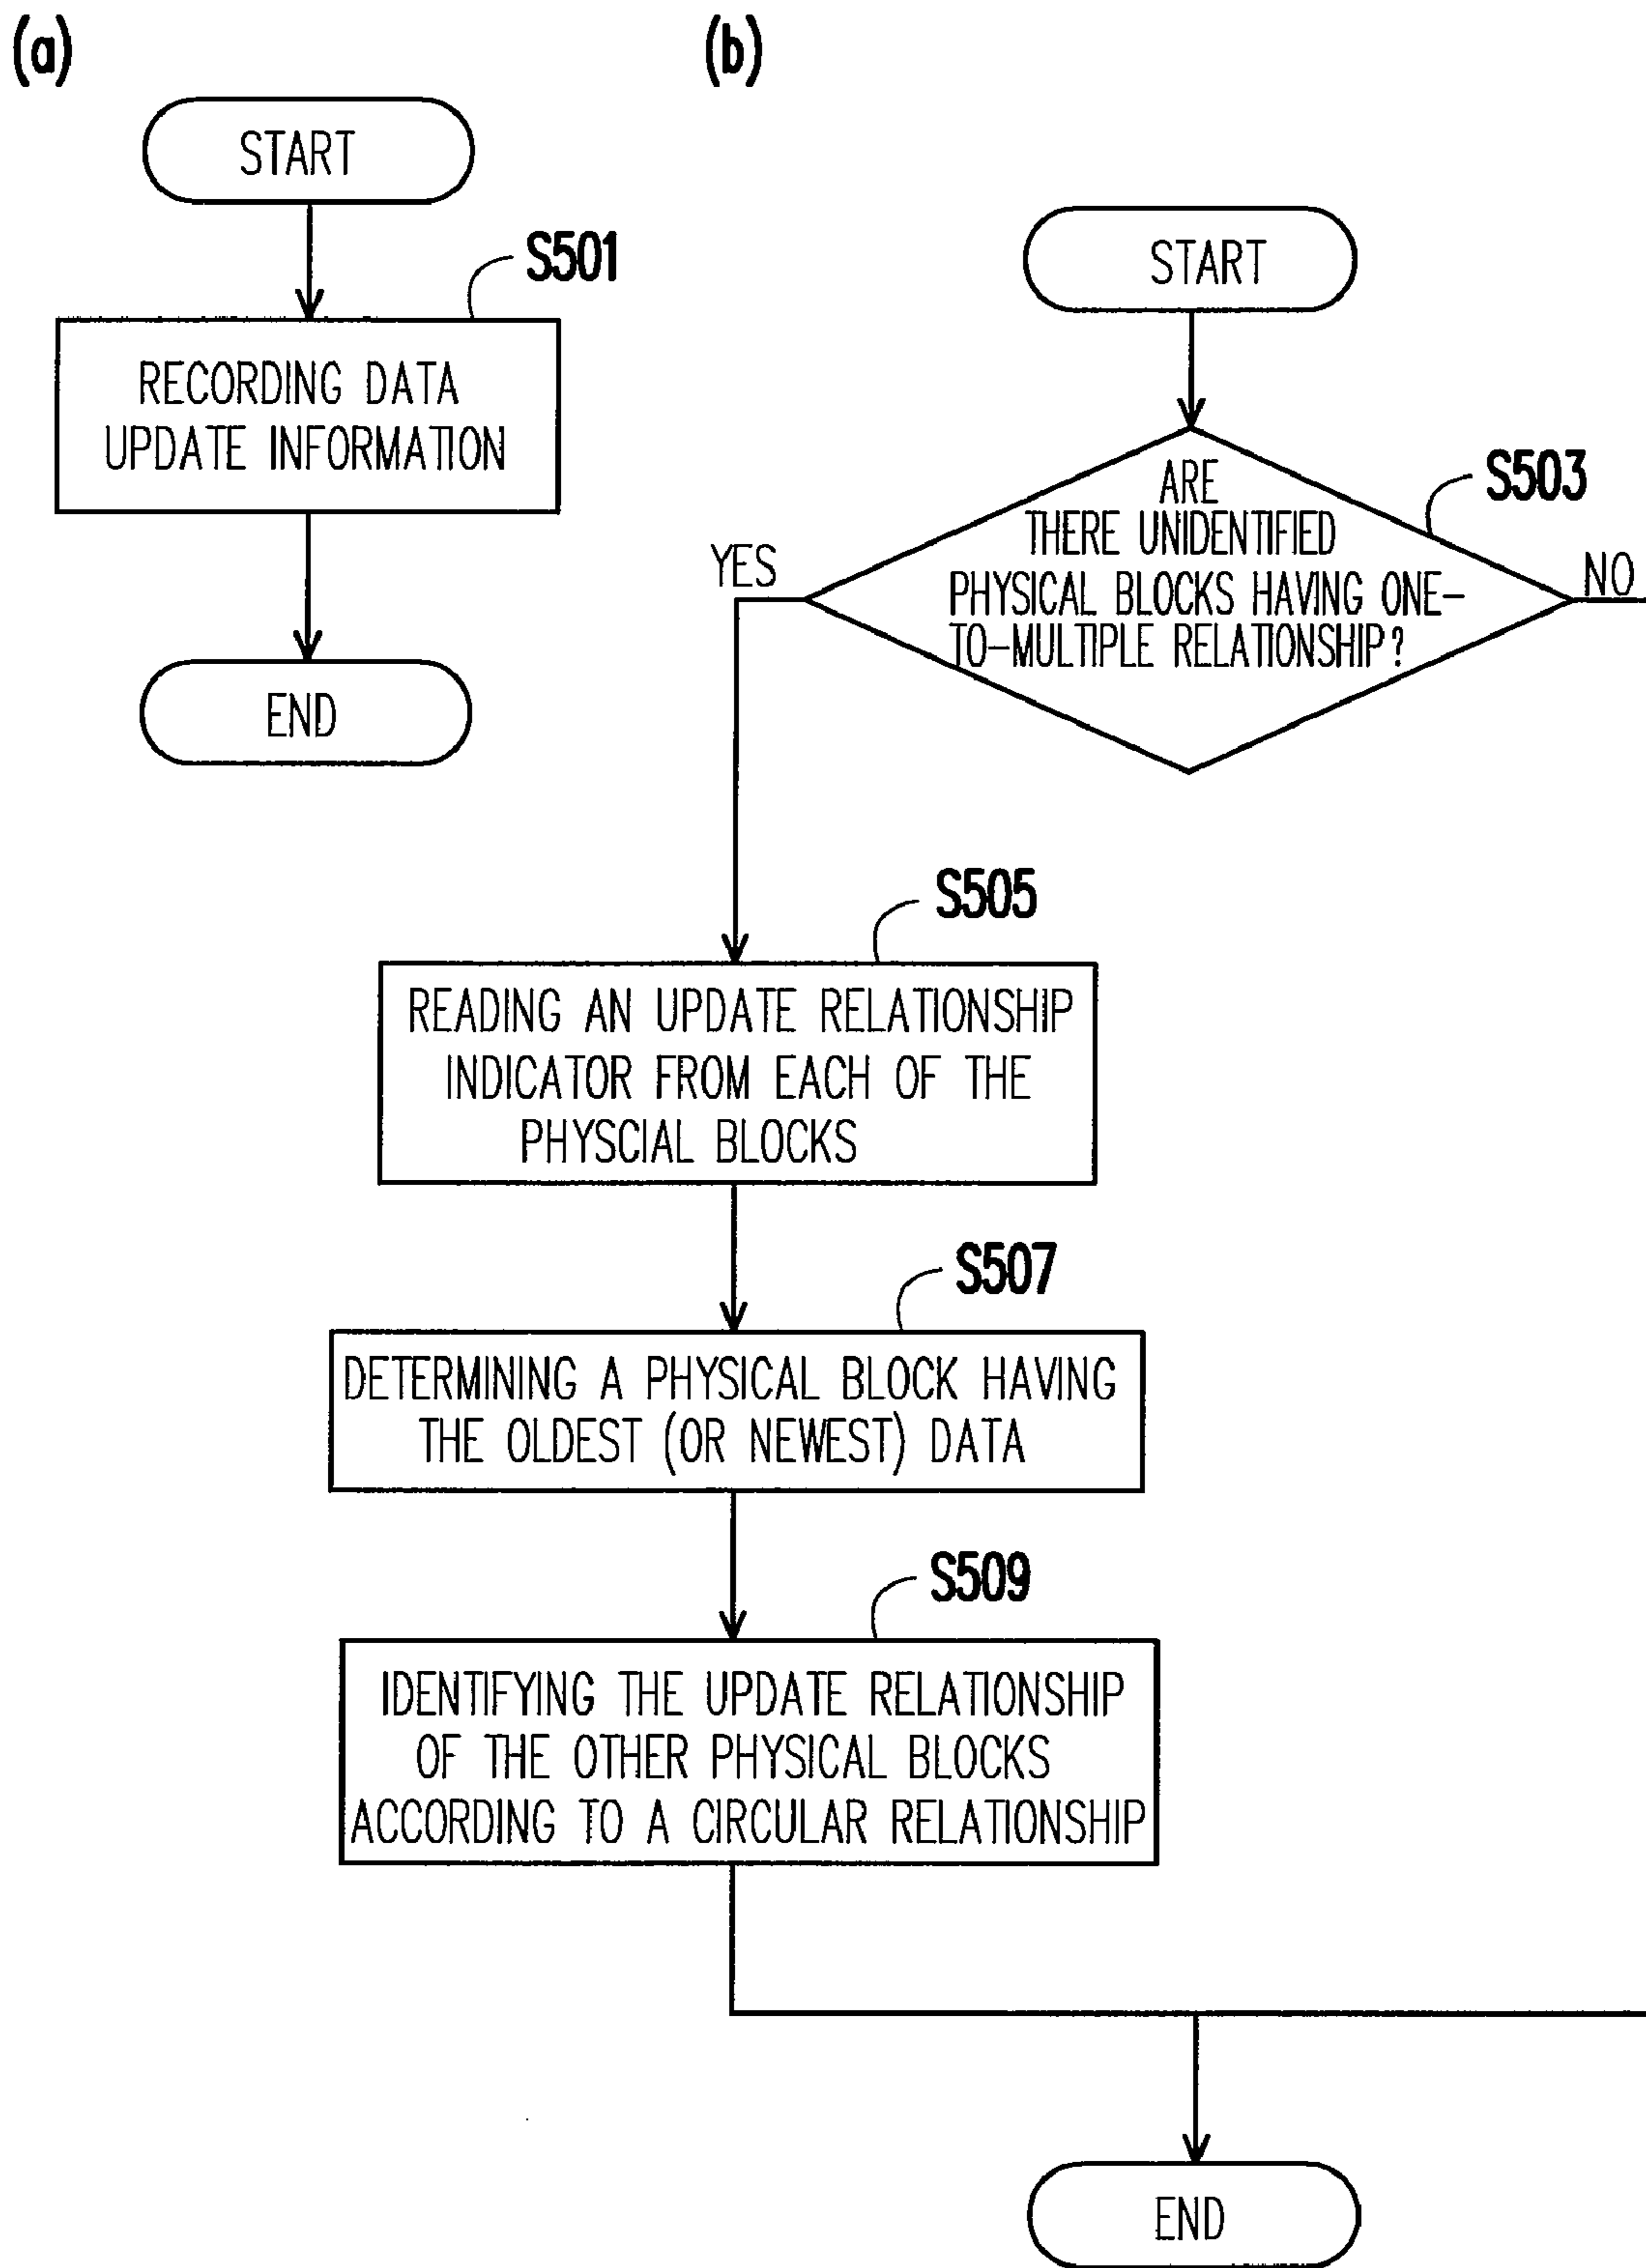 (a)
START
S501
RECORDING DATA
UPDATE INFORMATION
END
(b)
START
S503
ARE
THERE UNIDENTIFIED
PHYSICAL BLOCKS HAVING ONE-
TO-MULTIPLE RELATIONSHIP?
YES
NO
S505
READING AN UPDATE RELATIONSHIP
INDICATOR FROM EACH OF THE
PHYSCIAL BLOCKS
S507
DETERMINING A PHYSICAL BLOCK HAVING
THE OLDEST (OR NEWEST) DATA
S509
IDENTIFYING THE UPDATE RELATIONSHIP
OF THE OTHER PHYSICAL BLOCKS
ACCORDING TO A CIRCULAR RELATIONSHIP
END